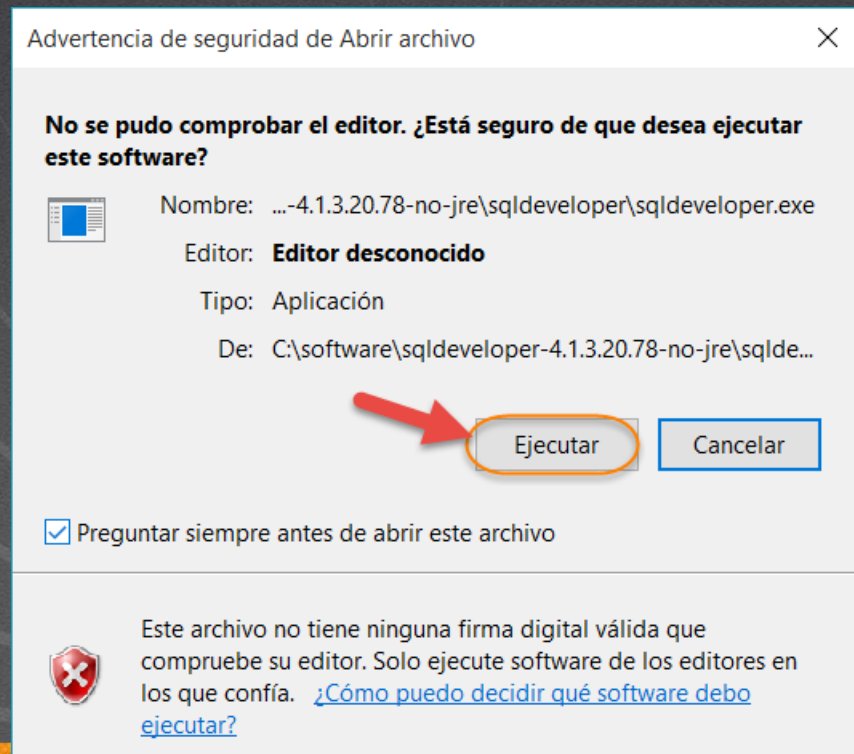 Advertencia de seguridad de Abrir archivo
No se pudo comprobar el editor. ¿Está seguro de que desea ejecutar
este software?
Nombre: ...-4.1.3.20.78-no-jre\sqldeveloper\sqldeveloper.exe
Editor: Editor desconocido
Tipo: Aplicación
De: C:\software\sqldeveloper-4.1.3.20.78-no-jre\sqlde...
Ejecutar Cancelar
Preguntar siempre antes de abrir este archivo
Este archivo no tiene ninguna firma digital válida que
compruebe su editor. Solo ejecute software de los editores en
los que confía. ¿Cómo puedo decidir qué software debo
ejecutar?